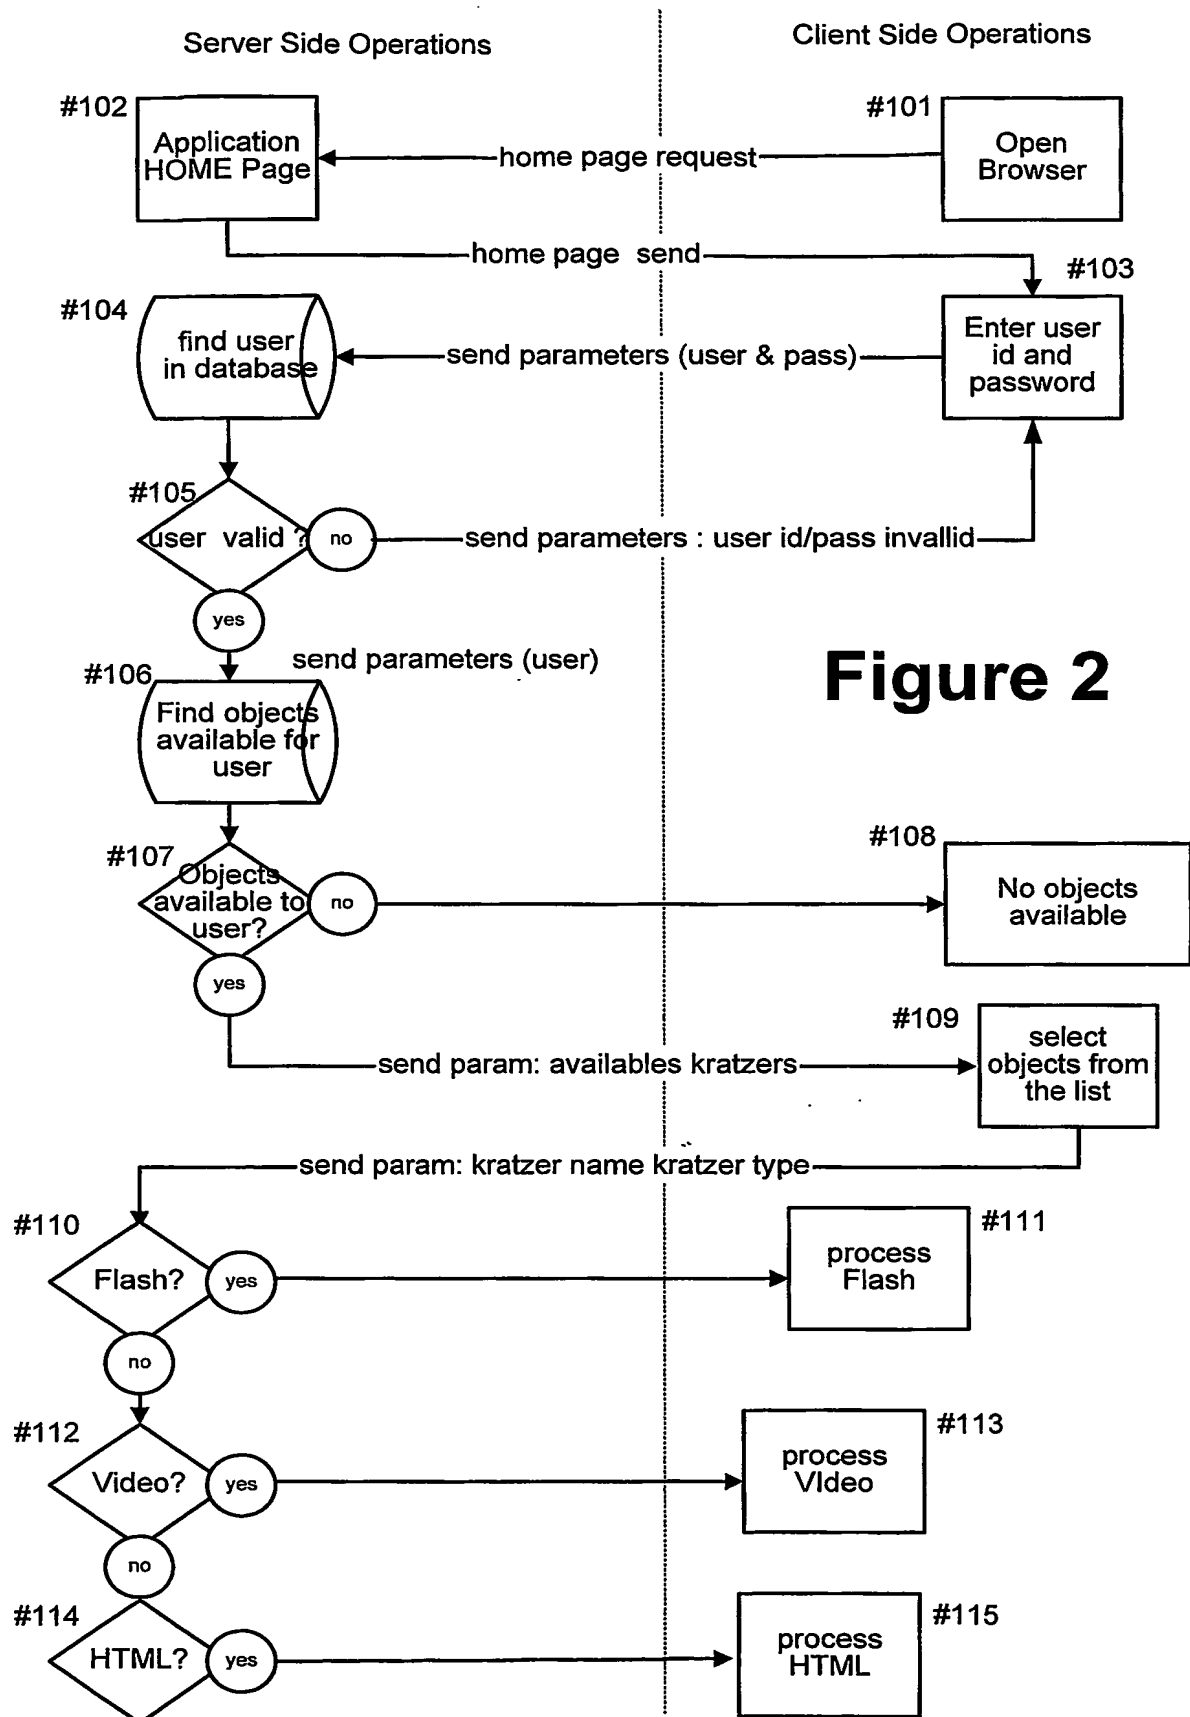 Server Side Operations
Client Side Operations
#102
Application
HOME Page
home page request
#101
Open
Browser
home page send
#103
Enter user
id and
password
#104
find user
in database
send parameters (user & pass)
#105
user valid ?
no
send parameters : user id/pass invallid
yes
send parameters (user)
Figure 2
#106
Find objects
available for
user
#107
Objects
available to
user?
no
#108
No objects
available
yes
#109
select
objects from
the list
send param: availables kratzers
send param: kratzer name kratzer type
#110
Flash?
yes
#111
process
Flash
no
#112
Video?
yes
#113
process
VIdeo
no
#114
HTML?
yes
#115
process
HTML